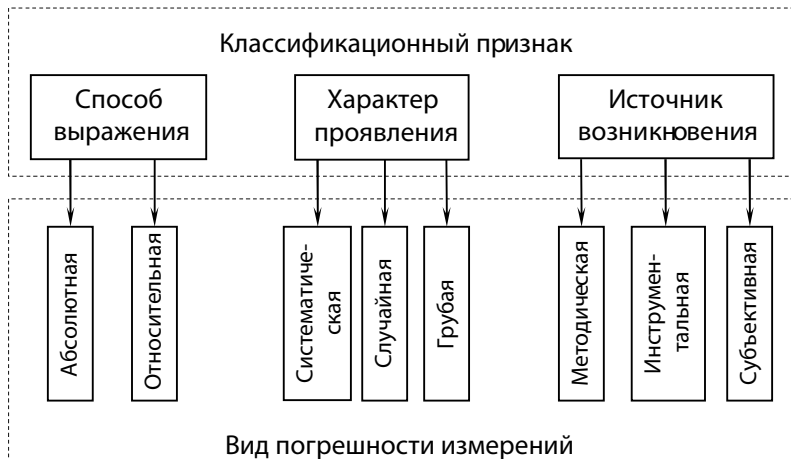 Классификационный признак
Способ
выражения
Характер
проявления
Источник
возникновения
Абсолютная
Относительная
Системативе-
ская
Случайная
Грубая
Методическая
Инструмен-
тальная
Субъективная
Вид погрешности измерений